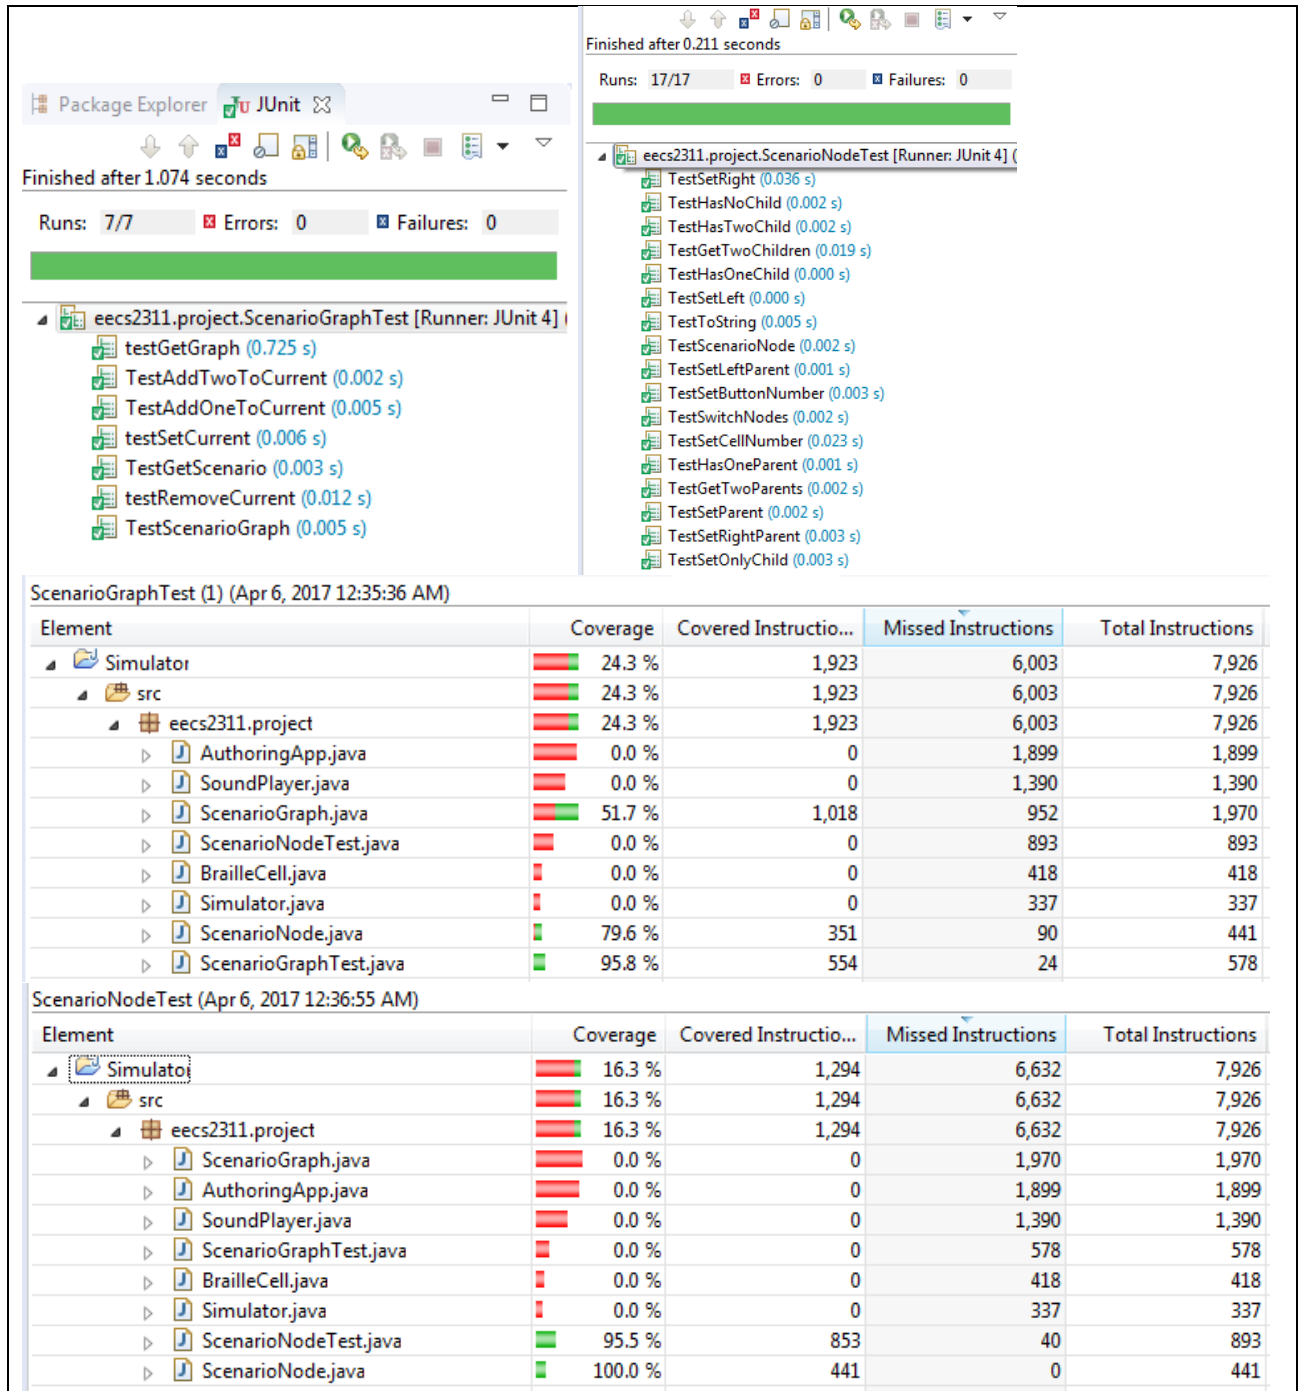 Package Explorer JUnit
Finished after 1.074 seconds
Runs: 7/7 Errors: 0 Failures: 0
eecs2311.project.ScenarioGraphTest [Runner: JUnit 4] (
testGetGraph (0.725 s)
TestAddTwoToCurrent (0.002 s)
TestAddOneToCurrent (0.005 s)
testSetCurrent (0.006 s)
TestGetScenario (0.003 s)
testRemoveCurrent (0.012 s)
TestScenarioGraph (0.005 s)
Finished after 0.211 seconds
Runs: 17/17 Errors: 0 Failures: 0
eecs2311.project.ScenarioNodeTest [Runner: JUnit 4] (
TestSetRight (0.036 s)
TestHasNoChild (0.002 s)
TestHasTwoChild (0.002 s)
TestGetTwoChildren (0.019 s)
TestHasOneChild (0.000 s)
TestSetLeft (0.000 s)
TestToString (0.005 s)
TestScenarioNode (0.002 s)
TestSetLeftParent (0.001 s)
TestSetButtonNumber (0.003 s)
TestSwitchNodes (0.002 s)
TestSetCellNumber (0.023 s)
TestHasOneParent (0.001 s)
TestGetTwoParents (0.002 s)
TestSetParent (0.002 s)
TestSetRightParent (0.003 s)
TestSetOnlyChild (0.003 s)
ScenarioGraphTest (1) (Apr 6, 2017 12:35:36 AM)
Element Coverage Covered Instructio... Missed Instructions Total Instructions
Simulator 24.3 % 1,923 6,003 7,926
src 24.3 % 1,923 6,003 7,926
eecs2311.project 24.3 % 1,923 6,003 7,926
AuthoringApp.java 0.0 % 0 1,899 1,899
SoundPlayer.java 0.0 % 0 1,390 1,390
ScenarioGraph.java 51.7 % 1,018 952 1,970
ScenarioNodeTest.java 0.0 % 0 893 893
BrailleCell.java 0.0 % 0 418 418
Simulator.java 0.0 % 0 337 337
ScenarioNode.java 79.6 % 351 90 441
ScenarioGraphTest.java 95.8 % 554 24 578
ScenarioNodeTest (Apr 6, 2017 12:36:55 AM)
Element Coverage Covered Instructio... Missed Instructions Total Instructions
Simulator 16.3 % 1,294 6,632 7,926
src 16.3 % 1,294 6,632 7,926
eecs2311.project 16.3 % 1,294 6,632 7,926
ScenarioGraph.java 0.0 % 0 1,970 1,970
AuthoringApp.java 0.0 % 0 1,899 1,899
SoundPlayer.java 0.0 % 0 1,390 1,390
ScenarioGraphTest.java 0.0 % 0 578 578
BrailleCell.java 0.0 % 0 418 418
Simulator.java 0.0 % 0 337 337
ScenarioNodeTest.java 95.5 % 853 40 893
ScenarioNode.java 100.0 % 441 0 441